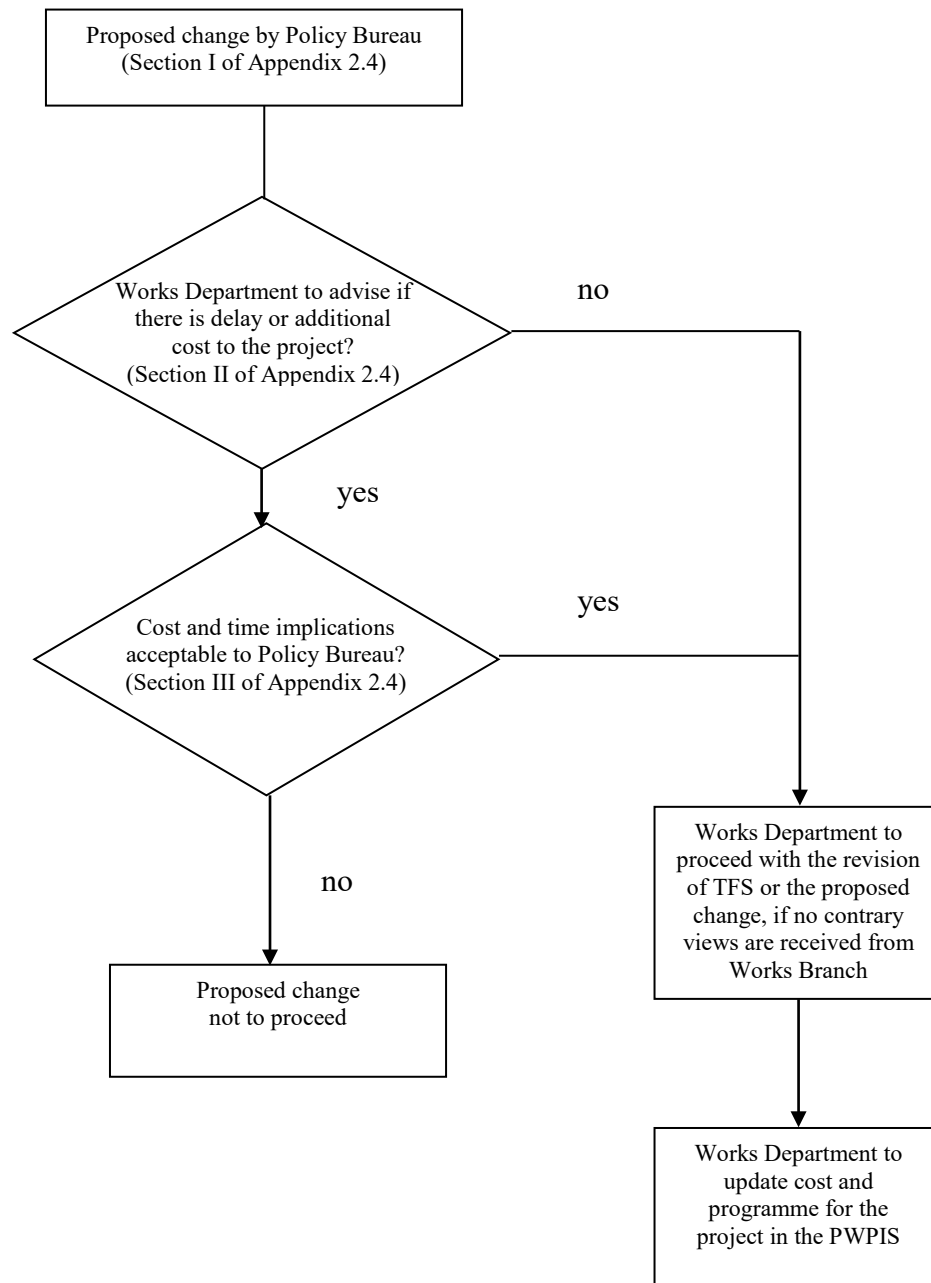 Proposed change by Policy Bureau
(Section I of Appendix 2.4)
Works Department to advise if
there is delay or additional
cost to the project?
(Section II of Appendix 2.4)
no
yes
Cost and time implications
acceptable to Policy Bureau?
(Section III of Appendix 2.4)
yes
no
Proposed change
not to proceed
Works Department to
proceed with the revision
of TFS or the proposed
change, if no contrary
views are received from
Works Branch
Works Department to
update cost and
programme for the
project in the PWPIS